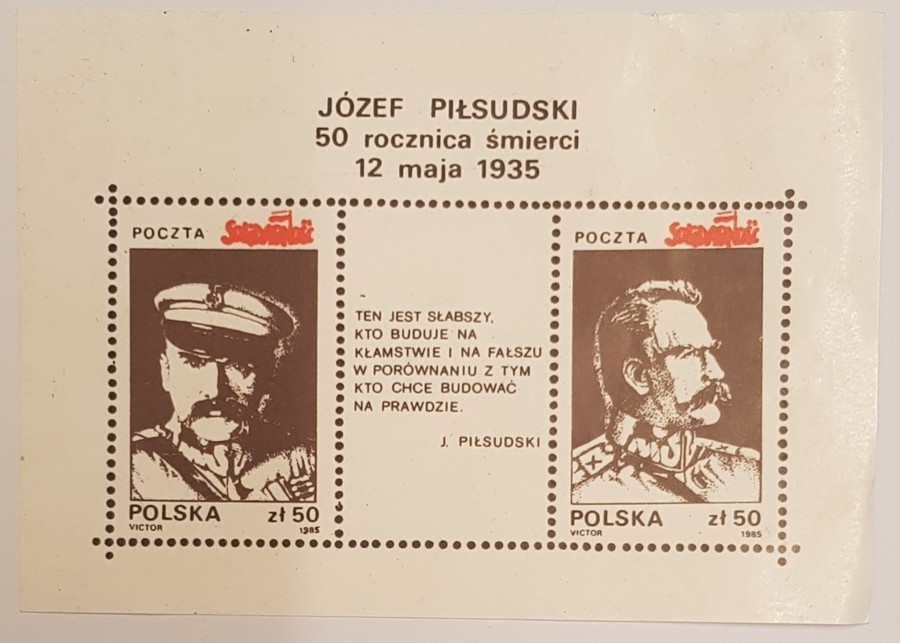 JÓZEF PIŁSUDSKI
50 rocznica śmierci
12 maja 1935
POCZTA SOLIDARNOŚĆ
POLSKA zł 50
VICTOR 1985
TEN JEST SŁABSZY,
KTO BUDUJE NA
KŁAMSTWIE I NA FAŁSZU
W PORÓWNANIU Z TYM
KTO CHCE BUDOWAĆ
NA PRAWDZIE.
J. PIŁSUDSKI
POCZTA SOLIDARNOŚĆ
POLSKA zł 50
VICTOR 1985